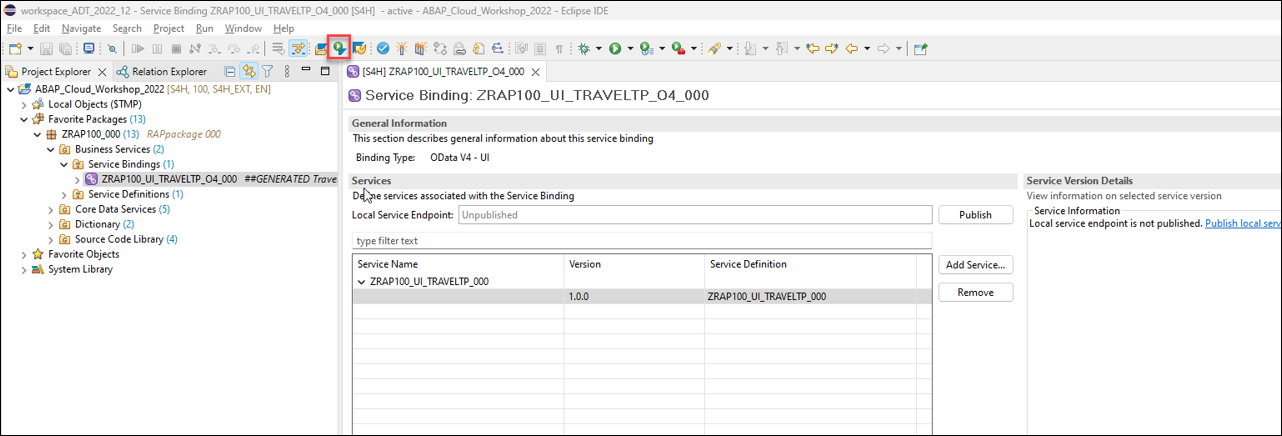 workspace_ADT_2022_12 - Service Binding ZRAP100_UI_TRAVELTP_O4_000 [S4H] - active - ABAP_Cloud_Workshop_2022 - Eclipse IDE
File Edit Navigate Search Project Run Window Help
Project Explorer Relation Explorer
[S4H] ZRAP100_UI_TRAVELTP_O4_000
ABAP_Cloud_Workshop_2022 [S4H, 100, S4H_EXT, EN]
Local Objects ($TMP)
Favorite Packages (13)
ZRAP100_000 (13) RAPpackage 000
Business Services (2)
Service Bindings (1)
ZRAP100_UI_TRAVELTP_O4_000 ##GENERATED Trave
Service Definitions (1)
Core Data Services (5)
Dictionary (2)
Source Code Library (4)
Favorite Objects
System Library
Service Binding: ZRAP100_UI_TRAVELTP_O4_000
General Information
This section describes general information about this service binding
Binding Type: OData V4 - UI
Services
services associated with the Service Binding
Local Service Endpoint: Unpublished Publish
type filter text
Service Name Version Service Definition
ZRAP100_UI_TRAVELTP_000
1.0.0 ZRAP100_UI_TRAVELTP_000
Add Service...
Remove
Service Version Details
View information on selected service version
Service Information
Local service endpoint is not published. Publish local serv